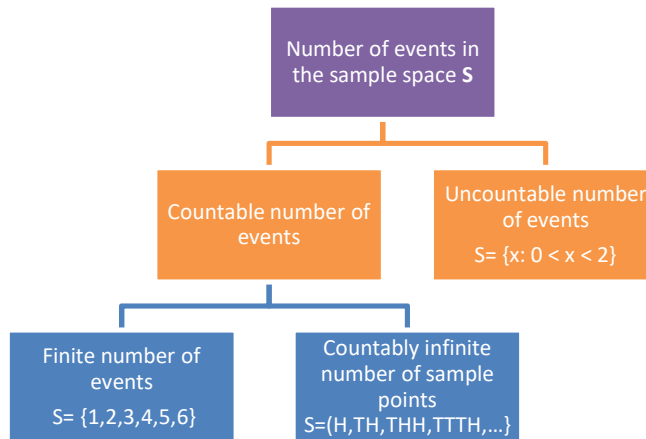 Number of events in
the sample space S
Countable number of
events
Uncountable number
of events
S= {x: 0 < x < 2}
Finite number of
events
S= {1,2,3,4,5,6}
Countably infinite
number of sample
points
S=(H,TH,THH,TTTH,...}